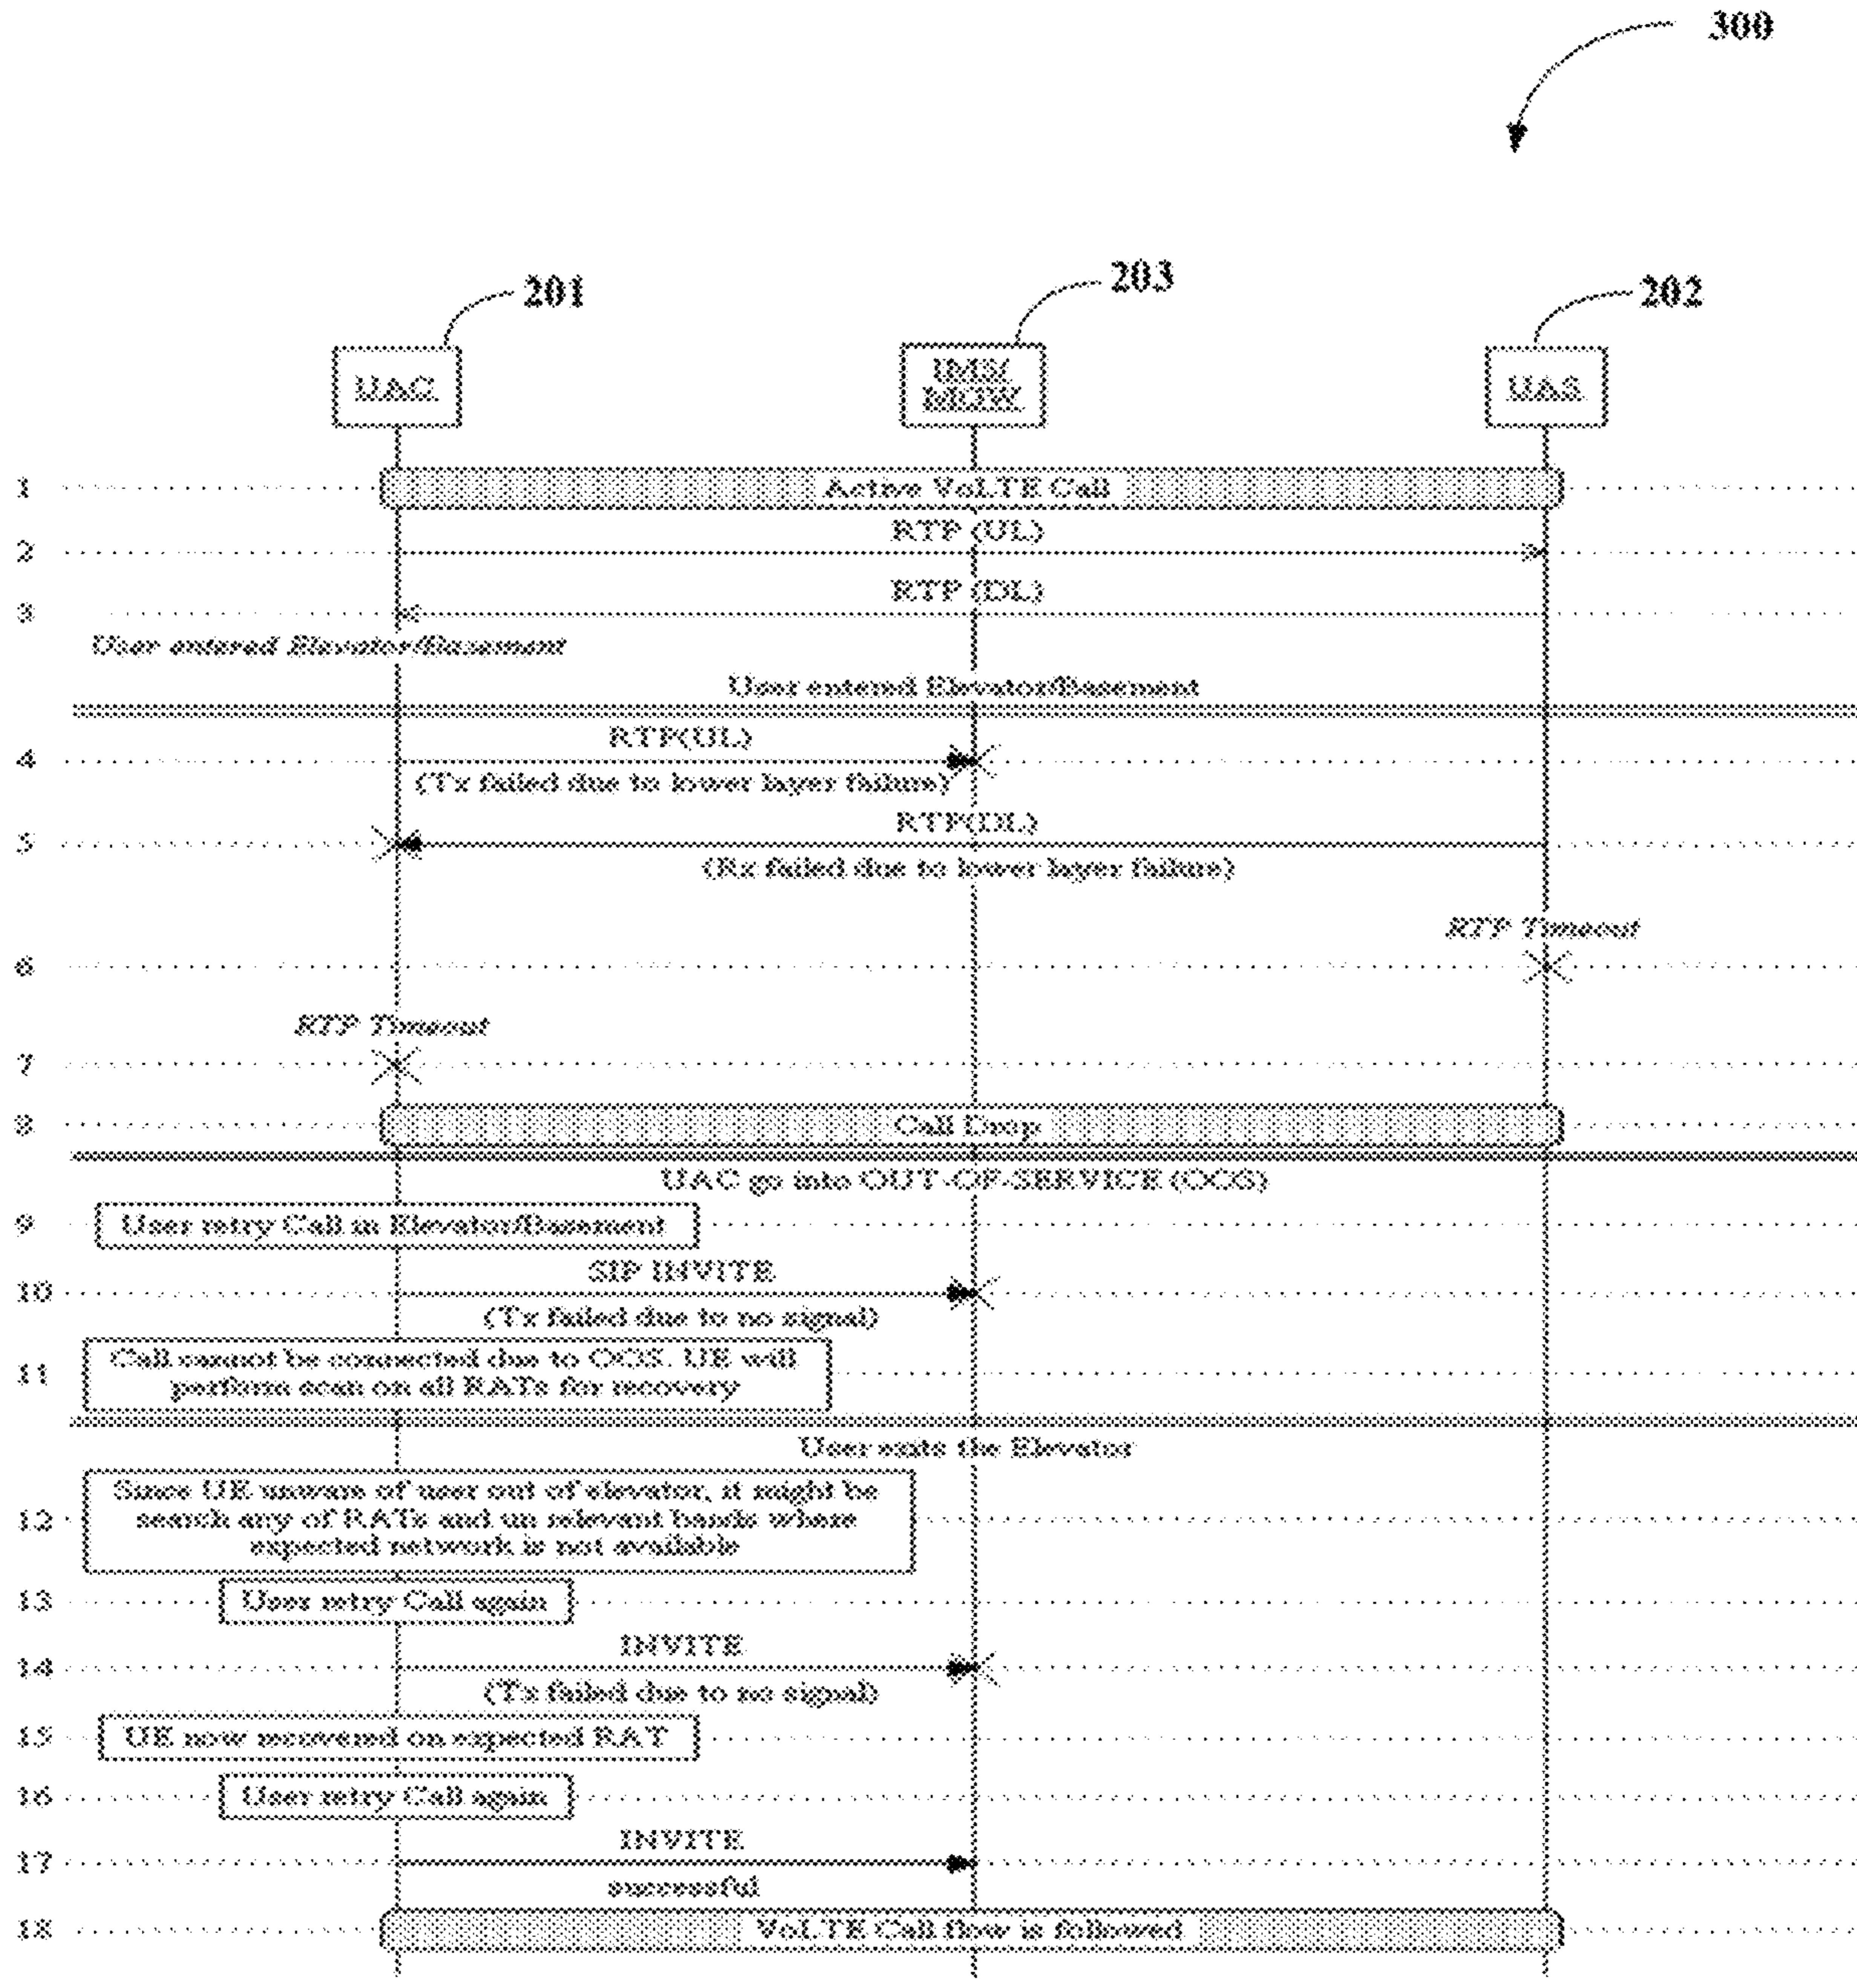 300
201
203
202
UAC
IMS/
MGW
UAS
1
Active VoLTE Call
RTP (UL)
2
RTP (DL)
3
User entered Elevator/Basement
User entered Elevator/Basement
RTP(UL)
4
(Tx failed due to lower layer failure)
RTP(DL)
5
(Rx failed due to lower layer failure)
RTP Timeout
6
RTP Timeout
7
8
Call Drop
UAC go into OUT-OF-SERVICE (OOS)
9
User retry Call in Elevator/Basement
SIP INVITE
10
(Tx failed due to no signal)
Call cannot be connected due to OOS. UE will
11
perform scan on all RATs for recovery
User exits the Elevator
Since UE unware of user out of elevator, it might be
12
search any of RATs and un relevant bands where
expected network is not available
13
User retry Call again
INVITE
14
(Tx failed due to no signal)
15
UE now recovered on expected RAT
16
User retry Call again
INVITE
17
successful
18
VoLTE Call flow is followed